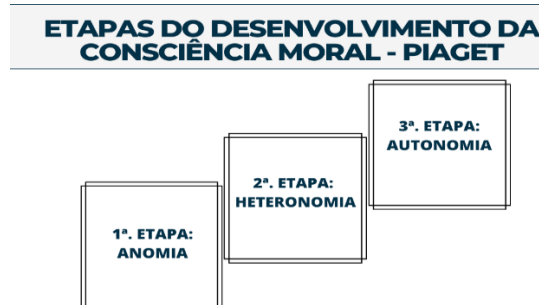 ETAPAS DO DESENVOLVIMENTO DA
CONSCIÊNCIA MORAL - PIAGET
3ª. ETAPA:
AUTONOMIA
2ª. ETAPA:
HETERONOMIA
1ª. ETAPA:
ANOMIA